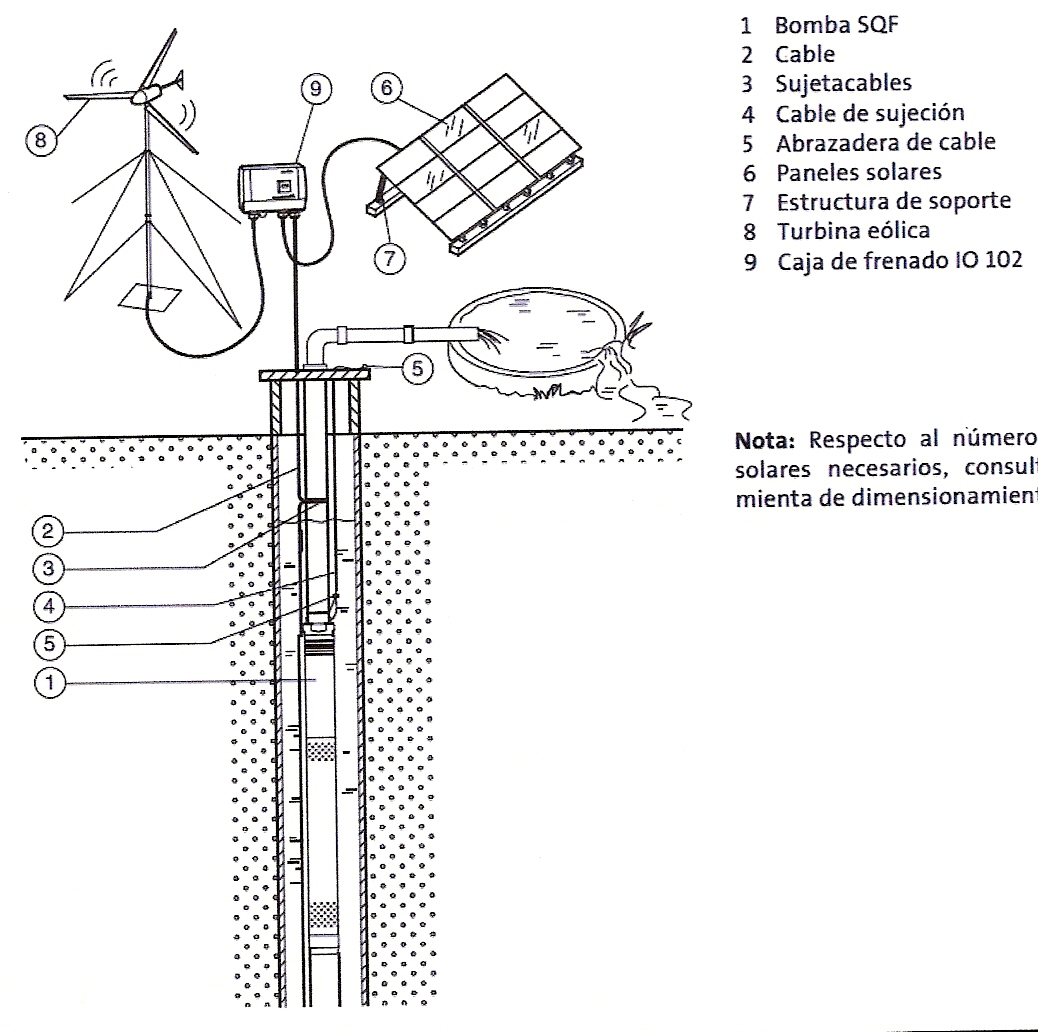 1 Bomba SQF
2 Cable
3 Sujetacables
4 Cable de sujeción
5 Abrazadera de cable
6 Paneles solares
7 Estructura de soporte
8 Turbina eólica
9 Caja de frenado IO 102
Nota: Respecto al número
solares necesarios, consult
mienta de dimensionamient
9
6
8
7
5
2
3
4
5
1